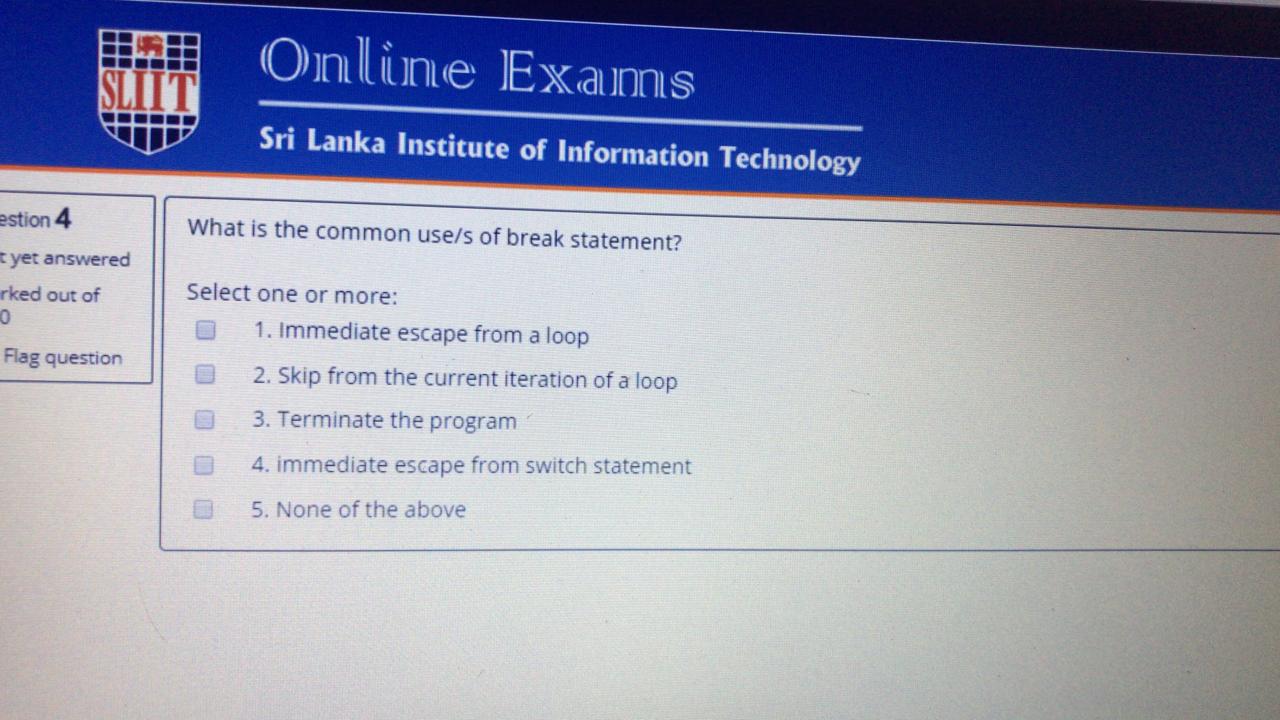 SLIIT
Online Exams
Sri Lanka Institute of Information Technology
estion 4
t yet answered
rked out of
0
Flag question
What is the common use/s of break statement?
Select one or more:
1. Immediate escape from a loop
2. Skip from the current iteration of a loop
3. Terminate the program
4. immediate escape from switch statement
5. None of the above